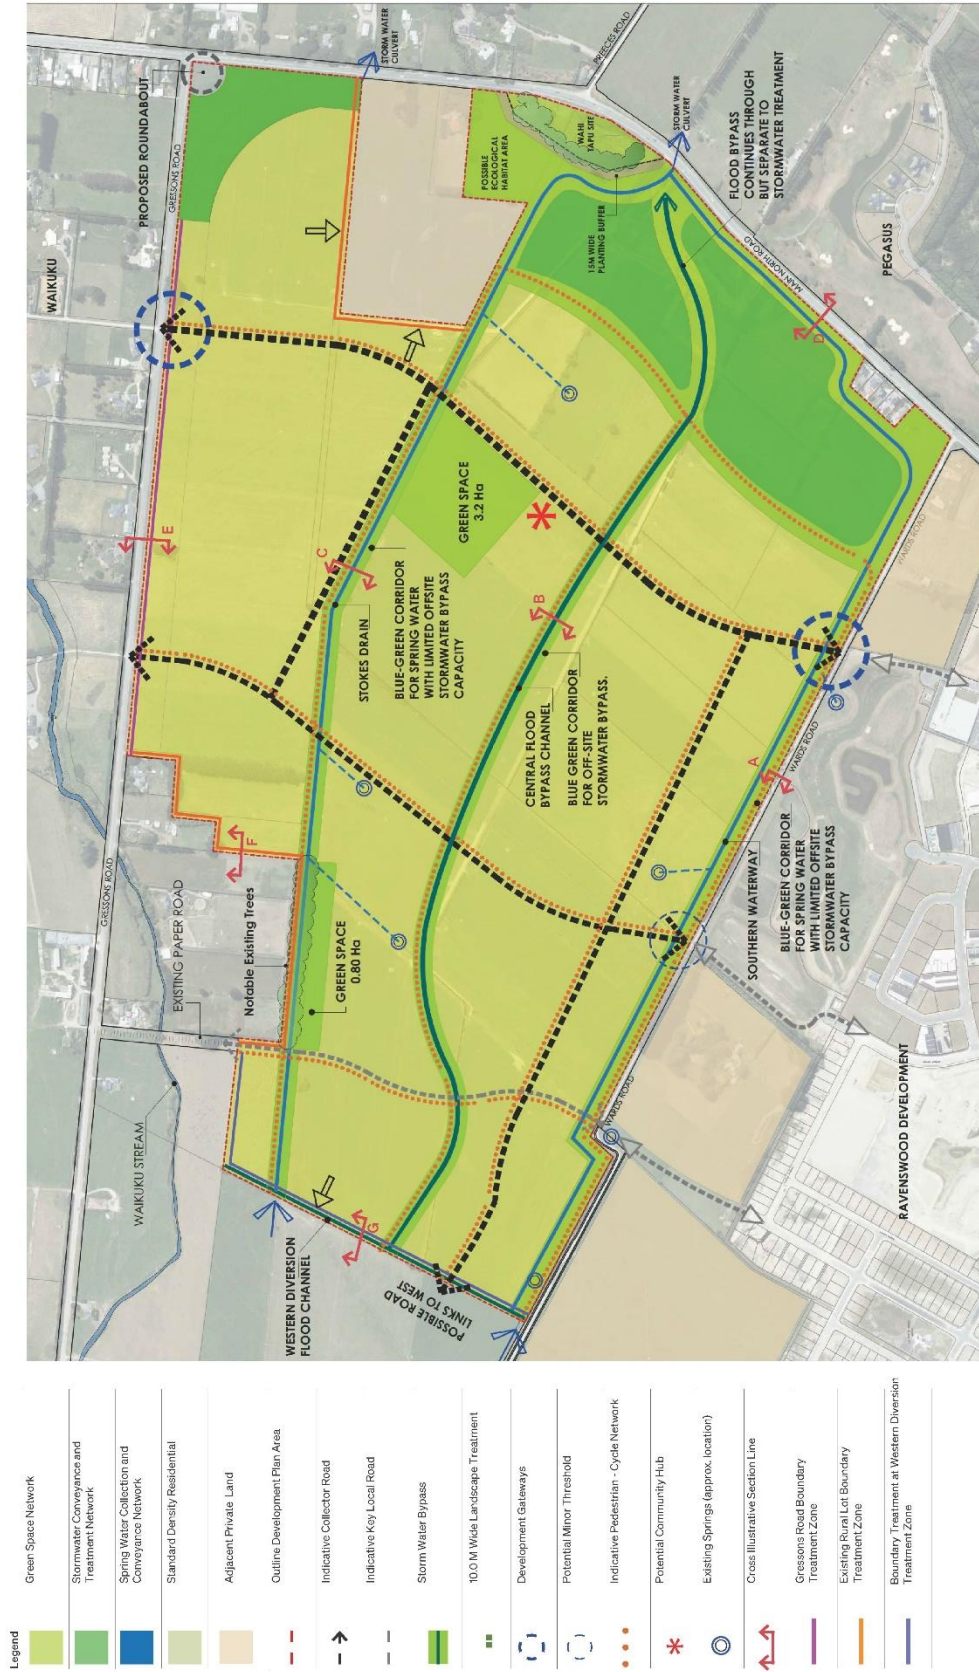 Legend
Green Space Network
Stormwater Conveyance and
Treatment Network
Spring Water Collection and
Conveyance Network
Standard Density Residential
Adjacent Private Land
Outline Development Plan Area
Indicative Collector Road
Indicative Key Local Road
Storm Water Bypass
10.0 M Wide Landscape Treatment
Development Gateways
Potential Minor Threshold
Indicative Pedestrian - Cycle Network
Potential Community Hub
Existing Springs (approx. location)
Cross Illustrative Section Line
Gressons Road Boundary
Treatment Zone
Existing Rural Lot Boundary
Treatment Zone
Boundary Treatment at Western Diversion
Treatment Zone
WAIKUKU STREAM
EXISTING PAPER ROAD
GRESSONS ROAD
WAIKUKU
PROPOSED ROUNDABOUT
GRESSONS ROAD
STORM WATER
CULVERT
PREECES ROAD
Notable Existing Trees
F
E
WESTERN DIVERSION
FLOOD CHANNEL
G
POSSIBLE ROAD
LINKS TO WEST
GREEN SPACE
0.80 Ha
STOKES DRAIN
C
BLUE-GREEN CORRIDOR
FOR SPRING WATER
WITH LIMITED OFFSITE
STORMWATER BYPASS
CAPACITY
GREEN SPACE
3.2 Ha
POSSIBLE
ECOLOGICAL
HABITAT AREA
WAHI
TAPU SITE
15M WIDE
PLANTING BUFFER
STORM WATER
CULVERT
CENTRAL FLOOD
BYPASS CHANNEL
B
BLUE GREEN CORRIDOR
FOR OFF-SITE
STORMWATER BYPASS.
FLOOD BYPASS
CONTINUES THROUGH
BUT SEPARATE TO
STORMWATER TREATMENT
MAIN NORTH ROAD
D
PEGASUS
WARDS ROAD
SOUTHERN WATERWAY
A
WARDS ROAD
WARDS ROAD
BLUE-GREEN CORRIDOR
FOR SPRING WATER
WITH LIMITED OFFSITE
STORMWATER BYPASS
CAPACITY
RAVENSWOOD DEVELOPMENT